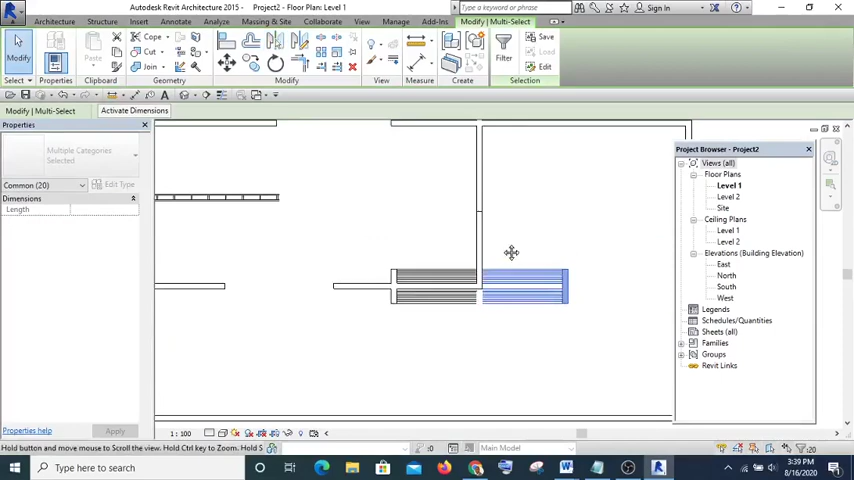 Autodesk Revit Architecture 2015 - Project2 - Floor Plan: Level 1
Type a keyword or phrase
Sign In
Architecture Structure Insert Annotate Analyze Massing & Site Collaborate View Manage Add-Ins Modify | Multi-Select
Modify
Cut
Join
Filter
Save
Load
Edit
Select Properties Clipboard Geometry Modify View Measure Create Selection
Modify | Multi-Select Activate Dimensions
Properties
Multiple Categories
Selected
Common (20) Edit Type
Dimensions
Length
Properties help Apply
Project Browser - Project2
Views (all)
Floor Plans
Level 1
Level 2
Site
Ceiling Plans
Level 1
Level 2
Elevations (Building Elevation)
East
North
South
West
Legends
Schedules/Quantities
Sheets (all)
Families
Groups
Revit Links
1 : 100
Hold button and move mouse to Scroll the view. Hold Ctrl key to Zoom. Hold S :0 Main Model :20
Type here to search
3:39 PM
8/16/2020